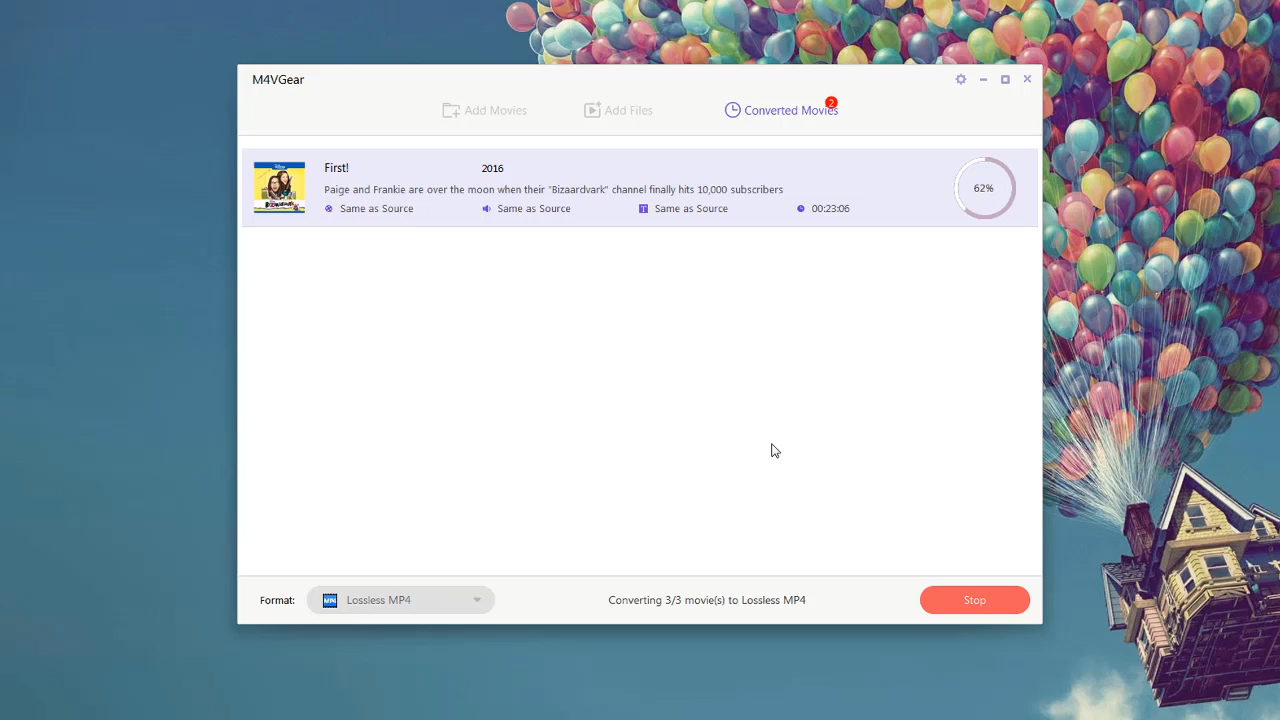 M4VGear
Add Movies
Add Files
Converted Movies
2
First!
2016
Paige and Frankie are over the moon when their "Bizaardvark" channel finally hits 10,000 subscribers
Same as Source
Same as Source
T Same as Source
00:23:06
62%
Format:
MP4 Lossless MP4
Converting 3/3 movie(s) to Lossless MP4
Stop